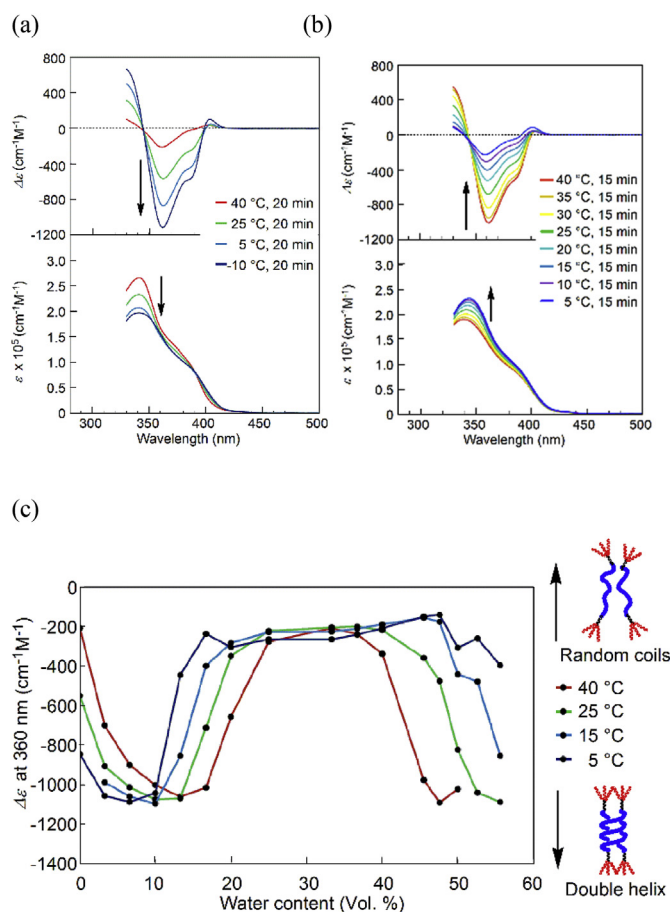 (a)
800
400
0
-400
-800
-1200
Δε (cm⁻¹M⁻¹)
40 °C, 20 min
25 °C, 20 min
5 °C, 20 min
-10 °C, 20 min
3.0
2.5
2.0
1.5
1.0
0.5
0
ε x 10⁵ (cm⁻¹M⁻¹)
300 350 400 450 500
Wavelength (nm)
(b)
800
400
0
-400
-800
-1200
Δε (cm⁻¹M⁻¹)
40 °C, 15 min
35 °C, 15 min
30 °C, 15 min
25 °C, 15 min
20 °C, 15 min
15 °C, 15 min
10 °C, 15 min
5 °C, 15 min
3.0
2.5
2.0
1.5
1.0
0.5
0
ε x 10⁵ (cm⁻¹M⁻¹)
300 350 400 450 500
Wavelength (nm)
(c)
0
-200
-400
-600
-800
-1000
-1200
-1400
Δε at 360 nm (cm⁻¹M⁻¹)
0 10 20 30 40 50 60
Water content (Vol. %)
Random coils
40 °C
25 °C
15 °C
5 °C
Double helix